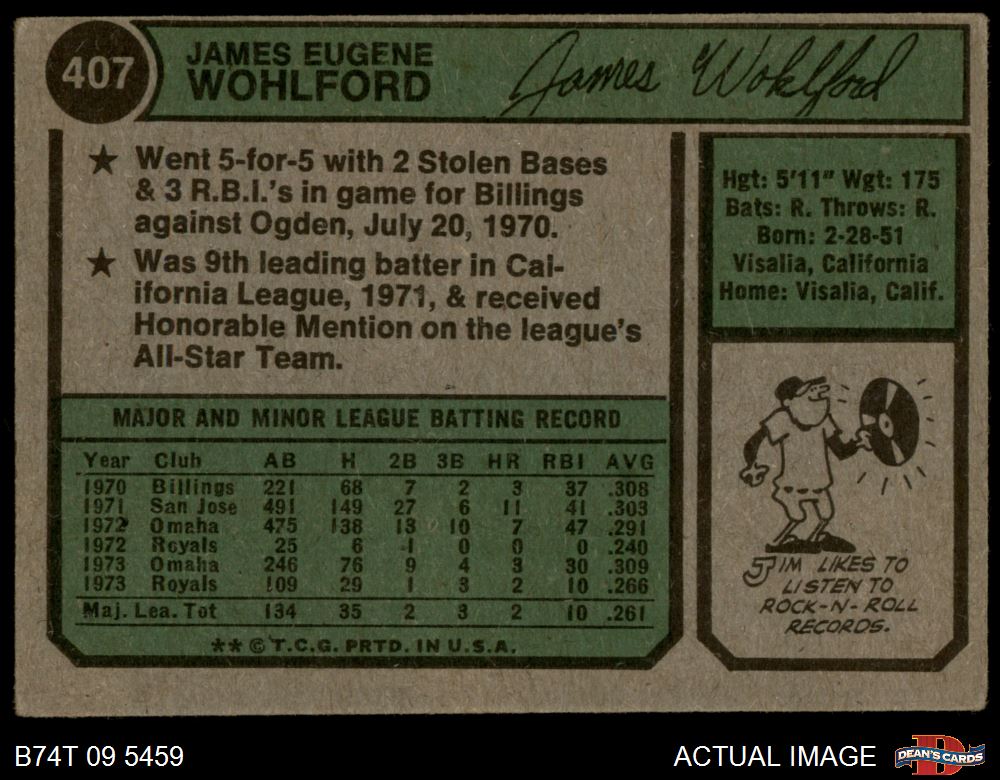 407
JAMES EUGENE
WOHLFORD
James Wohlford
★ Went 5-for-5 with 2 Stolen Bases
& 3 R.B.I.'s in game for Billings
against Ogden, July 20, 1970.
★ Was 9th leading batter in Cal-
ifornia League, 1971, & received
Honorable Mention on the league's
All-Star Team.
Hgt: 5'11" Wgt: 175
Bats: R. Throws: R.
Born: 2-28-51
Visalia, California
Home: Visalia, Calif.
MAJOR AND MINOR LEAGUE BATTING RECORD
Year Club AB H 2B 3B HR RBI AVG
1970 Billings 221 68 7 2 3 37 .308
1971 San Jose 491 149 27 6 11 41 .303
1972 Omaha 475 138 13 10 7 47 .291
1972 Royals 25 6 1 0 0 0 .240
1973 Omaha 246 76 9 4 3 30 .309
1973 Royals 109 29 1 3 2 10 .266
Maj. Lea. Tot 134 35 2 3 2 10 .261
**©T.C.G. PRTD. IN U.S.A.
JIM LIKES TO
LISTEN TO
ROCK-N-ROLL
RECORDS.
B74T 09 5459
ACTUAL IMAGE
D
DEAN'S CARDS